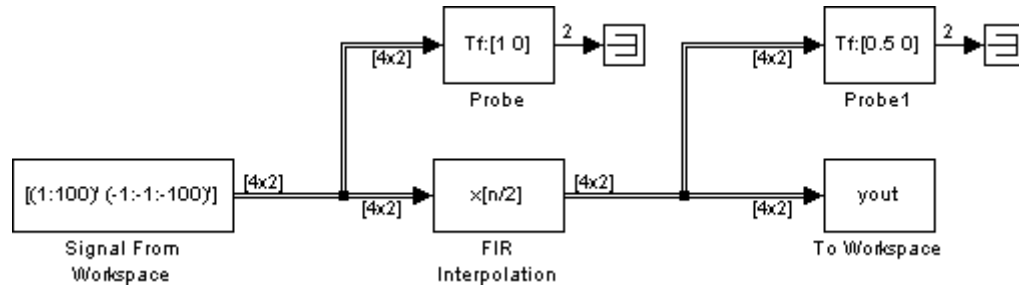 Tf:[1 0]
2
[4x2]
Probe
Tf:[0.5 0]
2
[4x2]
Probe1
[(1:100)' (-1:-1:-100)']
[4x2]
[4x2]
Signal From
Workspace
x[n/2]
[4x2]
[4x2]
FIR
Interpolation
yout
To Workspace